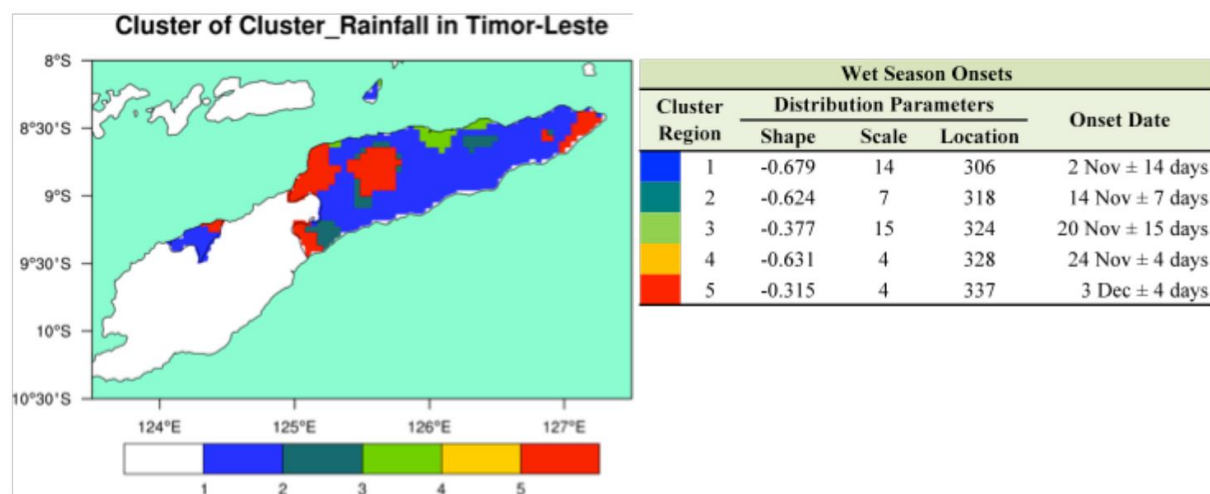 Cluster of Cluster_Rainfall in Timor-Leste
8°S
8°30'S
9°S
9°30'S
10°S
10°30'S
124°E 125°E 126°E 127°E
1 2 3 4 5
Wet Season Onsets
Cluster Region Distribution Parameters Onset Date
Shape Scale Location
1 -0.679 14 306 2 Nov ± 14 days
2 -0.624 7 318 14 Nov ± 7 days
3 -0.377 15 324 20 Nov ± 15 days
4 -0.631 4 328 24 Nov ± 4 days
5 -0.315 4 337 3 Dec ± 4 days